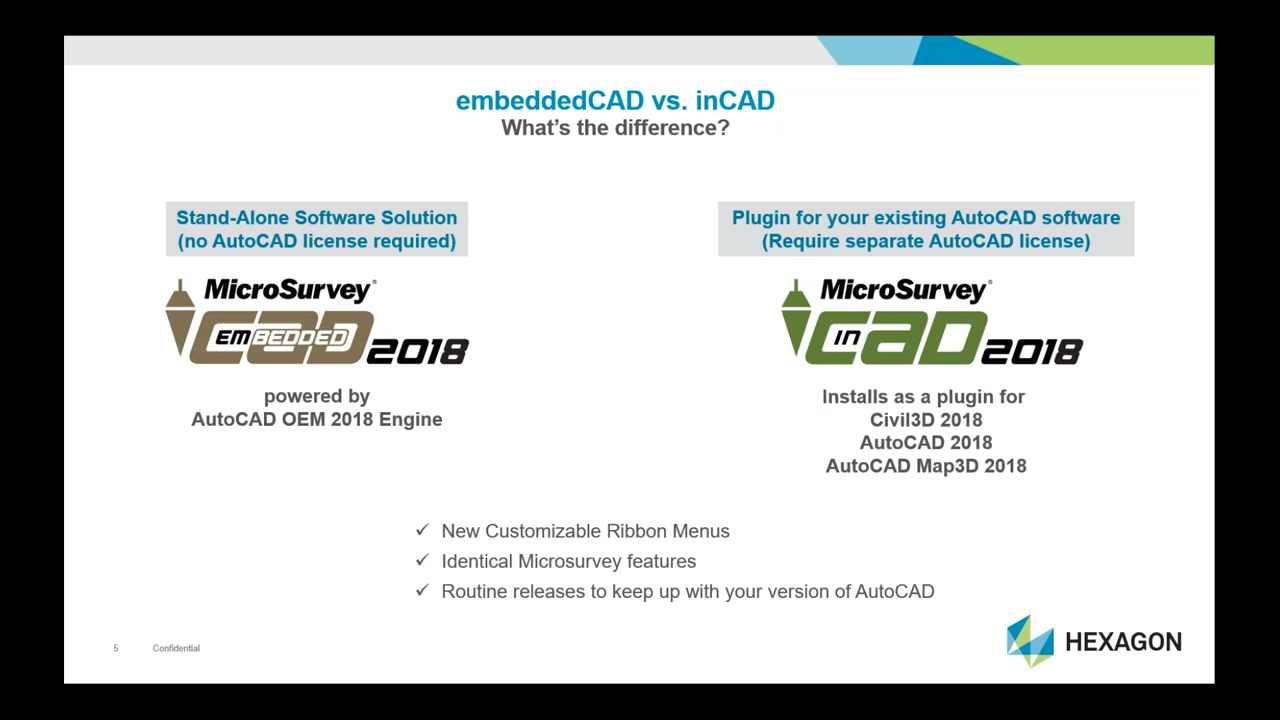 embeddedCAD vs. inCAD
What's the difference?
Stand-Alone Software Solution
(no AutoCAD license required)
MicroSurvey®
EMBEDDED CAD 2018
powered by
AutoCAD OEM 2018 Engine
Plugin for your existing AutoCAD software
(Require separate AutoCAD license)
MicroSurvey®
IN CAD 2018
Installs as a plugin for
Civil3D 2018
AutoCAD 2018
AutoCAD Map3D 2018
✓ New Customizable Ribbon Menus
✓ Identical Microsurvey features
✓ Routine releases to keep up with your version of AutoCAD
5 Confidential
HEXAGON